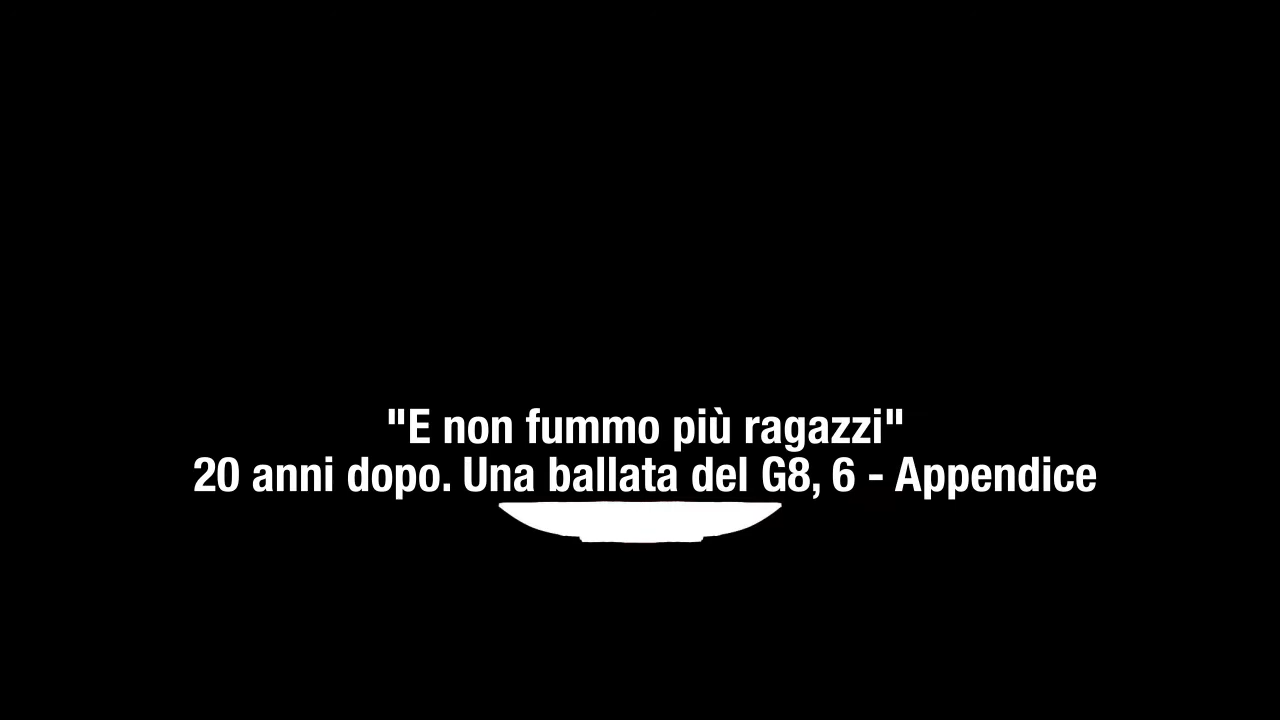 "E non fummo più ragazzi"
20 anni dopo. Una ballata del G8, 6 - Appendice